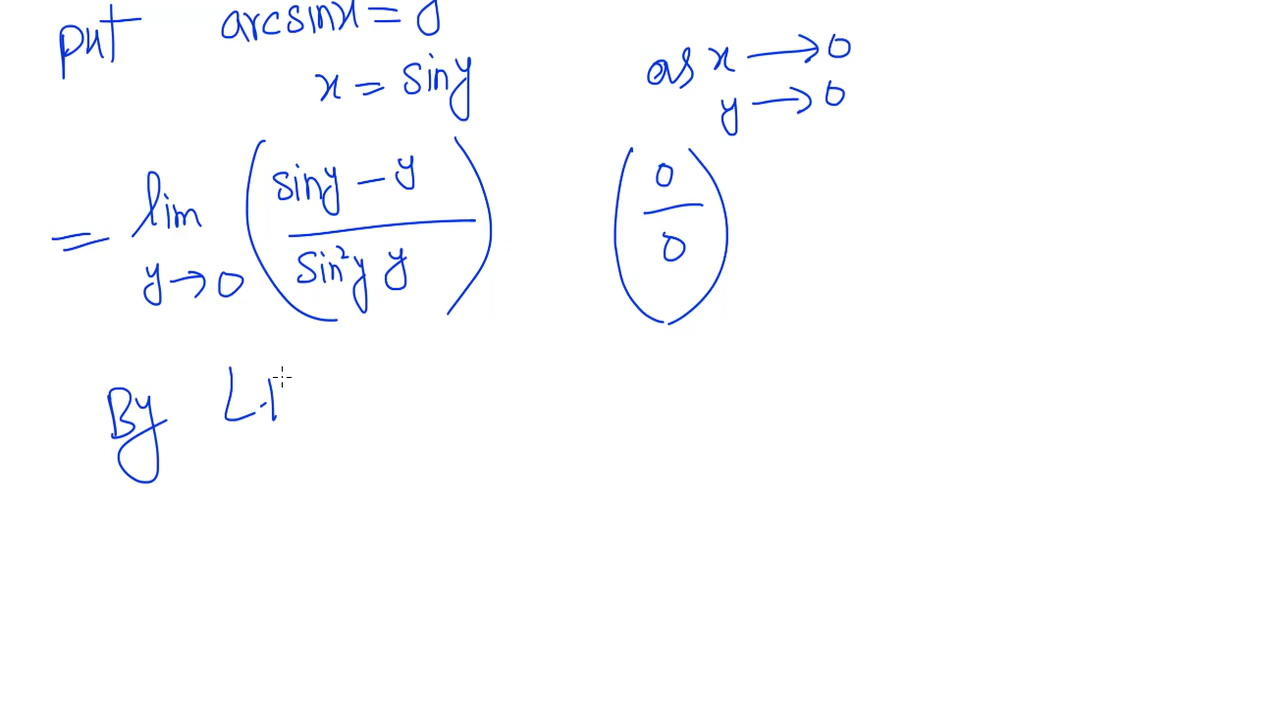 put arcsinx = y
x = siny
as x → 0
y → 0
= lim y→0 ( siny − y / sin²y y ) ( 0 / 0 )
By L.